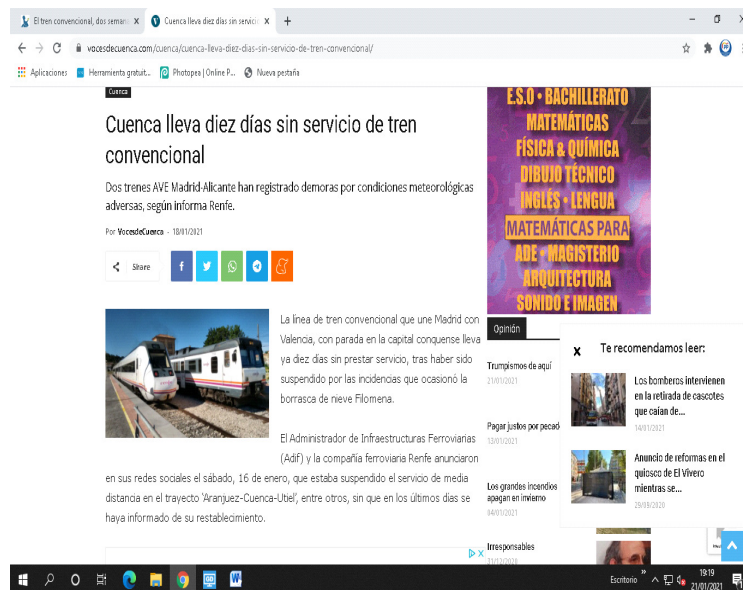 El tren convencional, dos seman
Cuenca lleva diez días sin servicio
vocesdecuenca.com/cuenca/cuenca-lleva-diez-dias-sin-servicio-de-tren-convencional/
Aplicaciones
Herramienta gratuit...
Photopea | Online P...
Nueva pestaña
Cuenca
Cuenca lleva diez días sin servicio de tren
convencional
Dos trenes AVE Madrid-Alicante han registrado demoras por condiciones meteorológicas
adversas, según informa Renfe.
Por VocesdeCuenca - 18/01/2021
Share
La línea de tren convencional que une Madrid con
Valencia, con parada en la capital conquense lleva
ya diez días sin prestar servicio, tras haber sido
suspendido por las incidencias que ocasionó la
borrasca de nieve Filomena.
El Administrador de Infraestructuras Ferroviarias
(Adif) y la compañía ferroviaria Renfe anunciaron
en sus redes sociales el sábado, 16 de enero, que estaba suspendido el servicio de media
distancia en el trayecto 'Aranjuez-Cuenca-Utiel', entre otros, sin que en los últimos días se
haya informado de su restablecimiento.
E.S.O • BACHILLERATO
MATEMÁTICAS
FÍSICA & QUÍMICA
DIBUJO TÉCNICO
INGLÉS • LENGUA
MATEMÁTICAS PARA
ADE • MAGISTERIO
ARQUITECTURA
SONIDO E IMAGEN
Opinión
Trumpismos de aquí
21/01/2021
Pagar justos por pecado
13/01/2021
Los grandes incendios
apagan en invierno
04/01/2021
Irresponsables
31/12/2020
X
Te recomendamos leer:
Los bomberos intervienen
en la retirada de cascotes
que caían de...
14/01/2021
Anuncio de reformas en el
quiosco de El Vivero
mientras se...
29/09/2020
Escritorio
19:19
21/01/2021